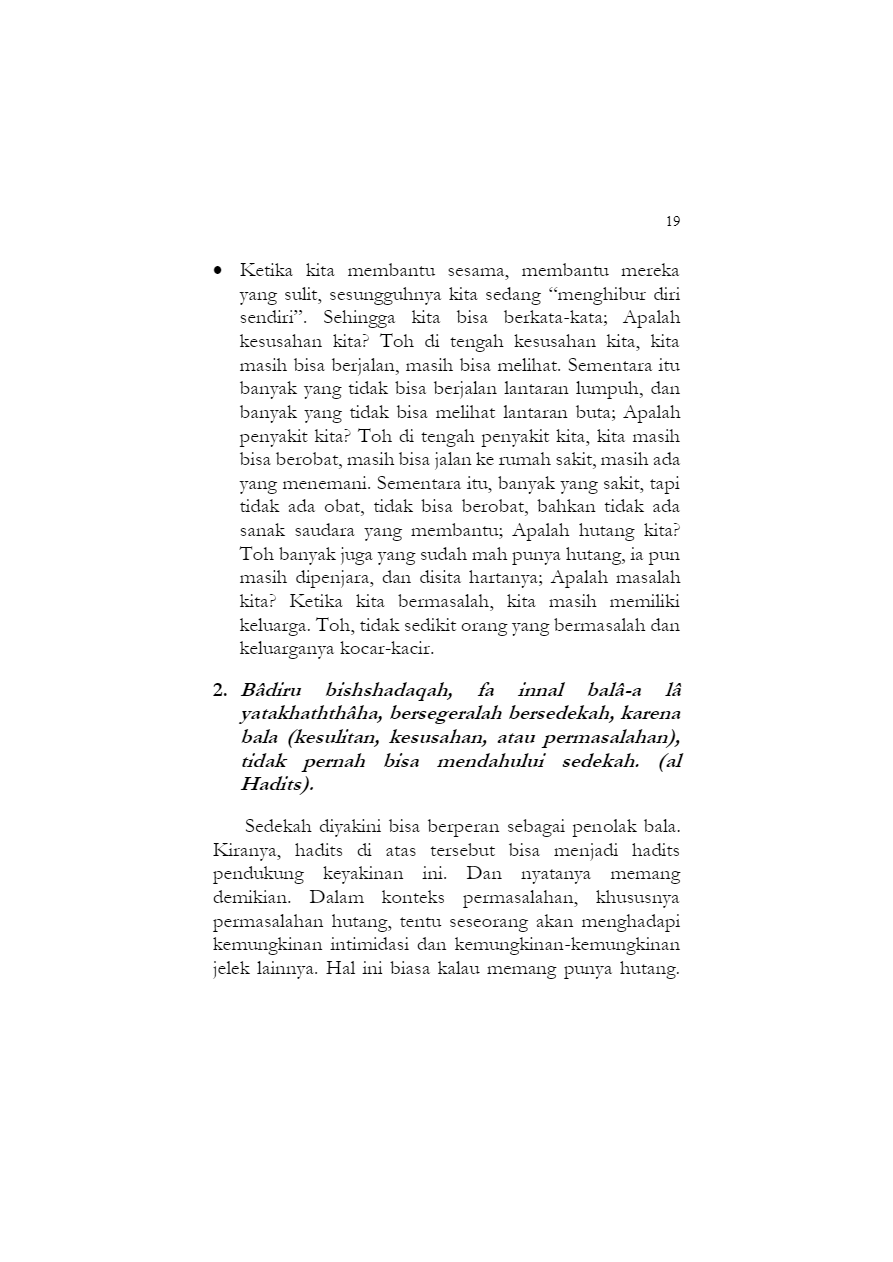 19
• Ketika kita membantu sesama, membantu mereka
yang sulit, sesungguhnya kita sedang “menghibur diri
sendiri”. Sehingga kita bisa berkata-kata; Apalah
kesusahan kita? Toh di tengah kesusahan kita, kita
masih bisa berjalan, masih bisa melihat. Sementara itu
banyak yang tidak bisa berjalan lantaran lumpuh, dan
banyak yang tidak bisa melihat lantaran buta; Apalah
penyakit kita? Toh di tengah penyakit kita, kita masih
bisa berobat, masih bisa jalan ke rumah sakit, masih ada
yang menemani. Sementara itu, banyak yang sakit, tapi
tidak ada obat, tidak bisa berobat, bahkan tidak ada
sanak saudara yang membantu; Apalah hutang kita?
Toh banyak juga yang sudah mah punya hutang, ia pun
masih dipenjara, dan disita hartanya; Apalah masalah
kita? Ketika kita bermasalah, kita masih memiliki
keluarga. Toh, tidak sedikit orang yang bermasalah dan
keluarganya kocar-kacir.
2. Bâdiru bishshadaqah, fa innal balâ-a lâ
yatakhaththâha, bersegeralah bersedekah, karena
bala (kesulitan, kesusahan, atau permasalahan),
tidak pernah bisa mendahului sedekah. (al
Hadits).
Sedekah diyakini bisa berperan sebagai penolak bala.
Kiranya, hadits di atas tersebut bisa menjadi hadits
pendukung keyakinan ini. Dan nyatanya memang
demikian. Dalam konteks permasalahan, khususnya
permasalahan hutang, tentu seseorang akan menghadapi
kemungkinan intimidasi dan kemungkinan-kemungkinan
jelek lainnya. Hal ini biasa kalau memang punya hutang.